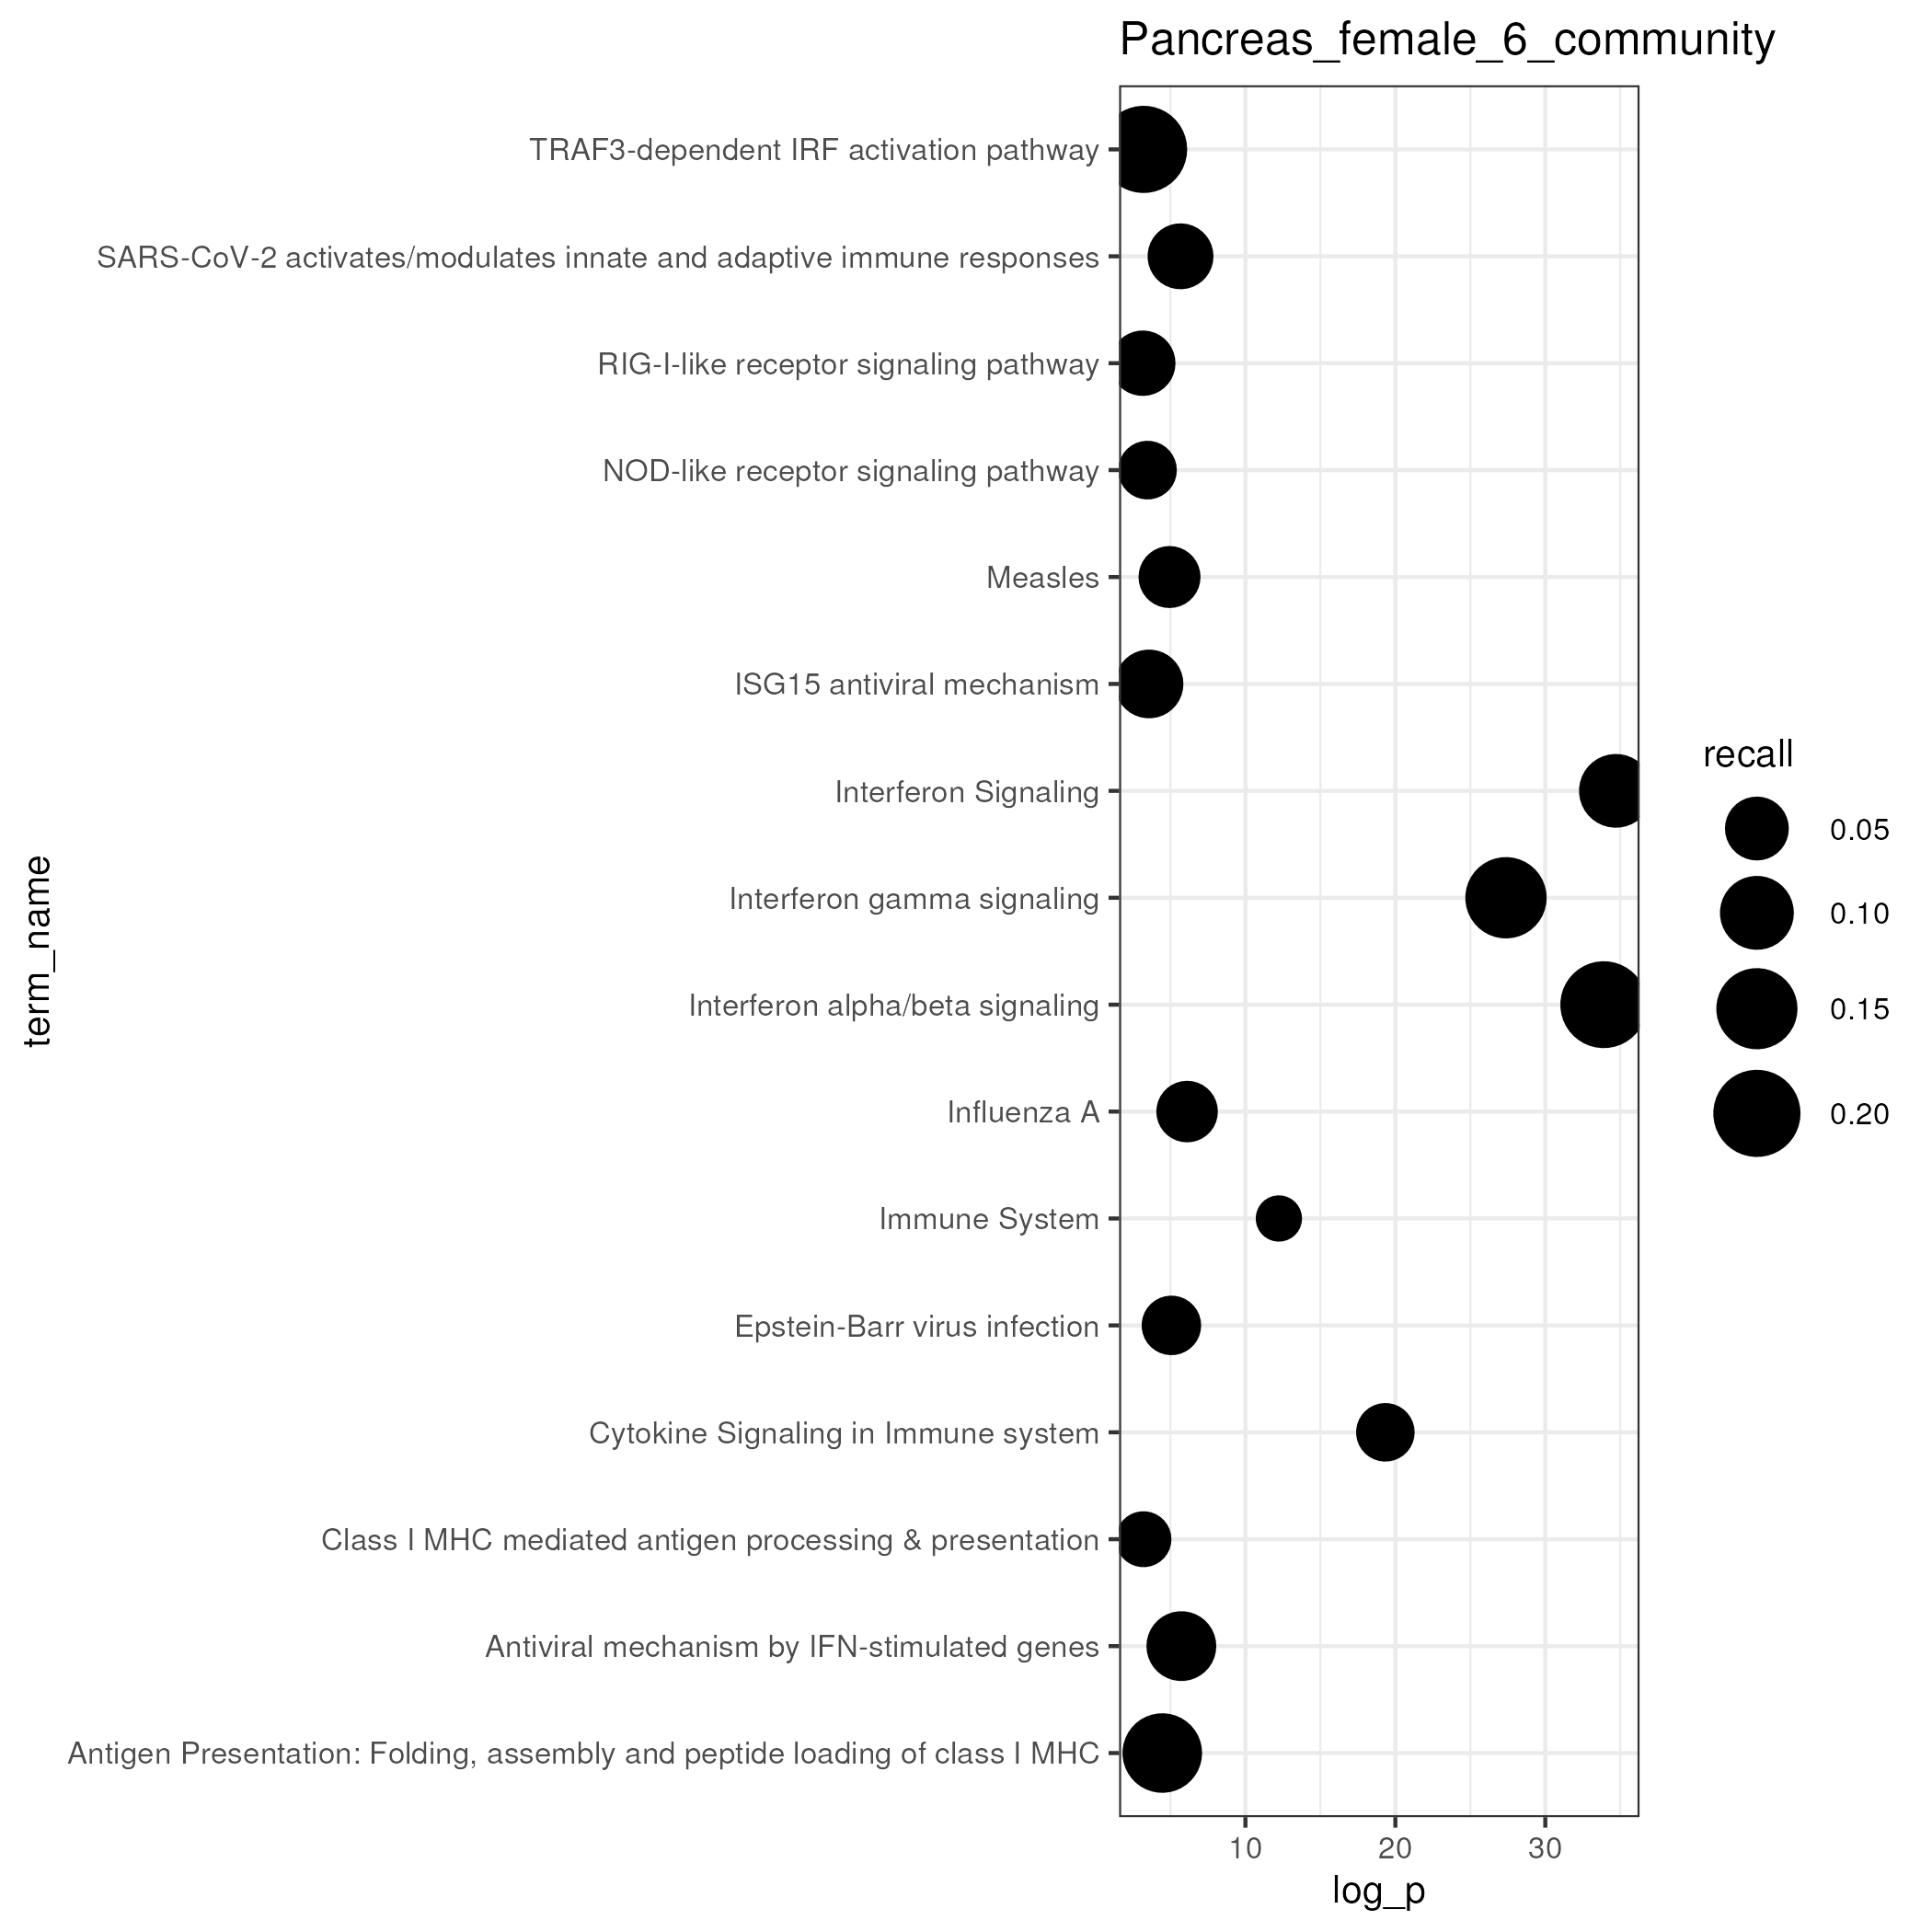 Pancreas_female_6_community
TRAF3-dependent IRF activation pathway
SARS-CoV-2 activates/modulates innate and adaptive immune responses
RIG-I-like receptor signaling pathway
NOD-like receptor signaling pathway
Measles
ISG15 antiviral mechanism
Interferon Signaling
Interferon gamma signaling
Interferon alpha/beta signaling
Influenza A
Immune System
Epstein-Barr virus infection
Cytokine Signaling in Immune system
Class I MHC mediated antigen processing & presentation
Antiviral mechanism by IFN-stimulated genes
Antigen Presentation: Folding, assembly and peptide loading of class I MHC
term_name
10 20 30
log_p
recall
0.05
0.10
0.15
0.20